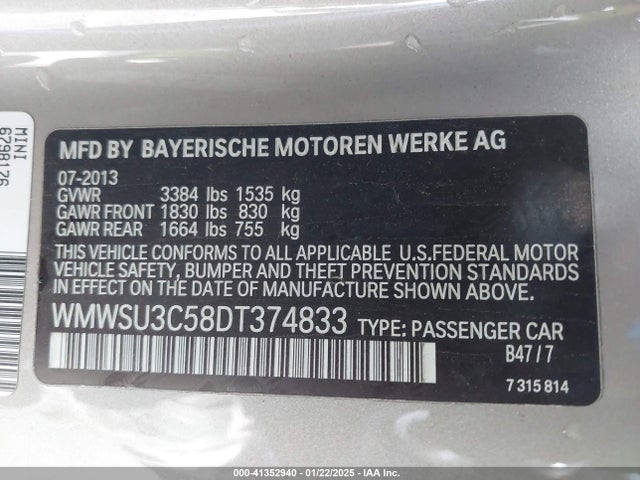 MINI
6798176
MFD BY BAYERISCHE MOTOREN WERKE AG
07-2013
GVWR 3384 lbs 1535 kg
GAWR FRONT 1830 lbs 830 kg
GAWR REAR 1664 lbs 755 kg
THIS VEHICLE CONFORMS TO ALL APPLICABLE U.S.FEDERAL MOTOR
VEHICLE SAFETY, BUMPER AND THEFT PREVENTION STANDARDS
IN EFFECT ON THE DATE OF MANUFACTURE SHOWN ABOVE.
WMWSU3C58DT374833 TYPE: PASSENGER CAR
B47/7
7 315 814
000-41352940 - 01/22/2025 - IAA Inc.